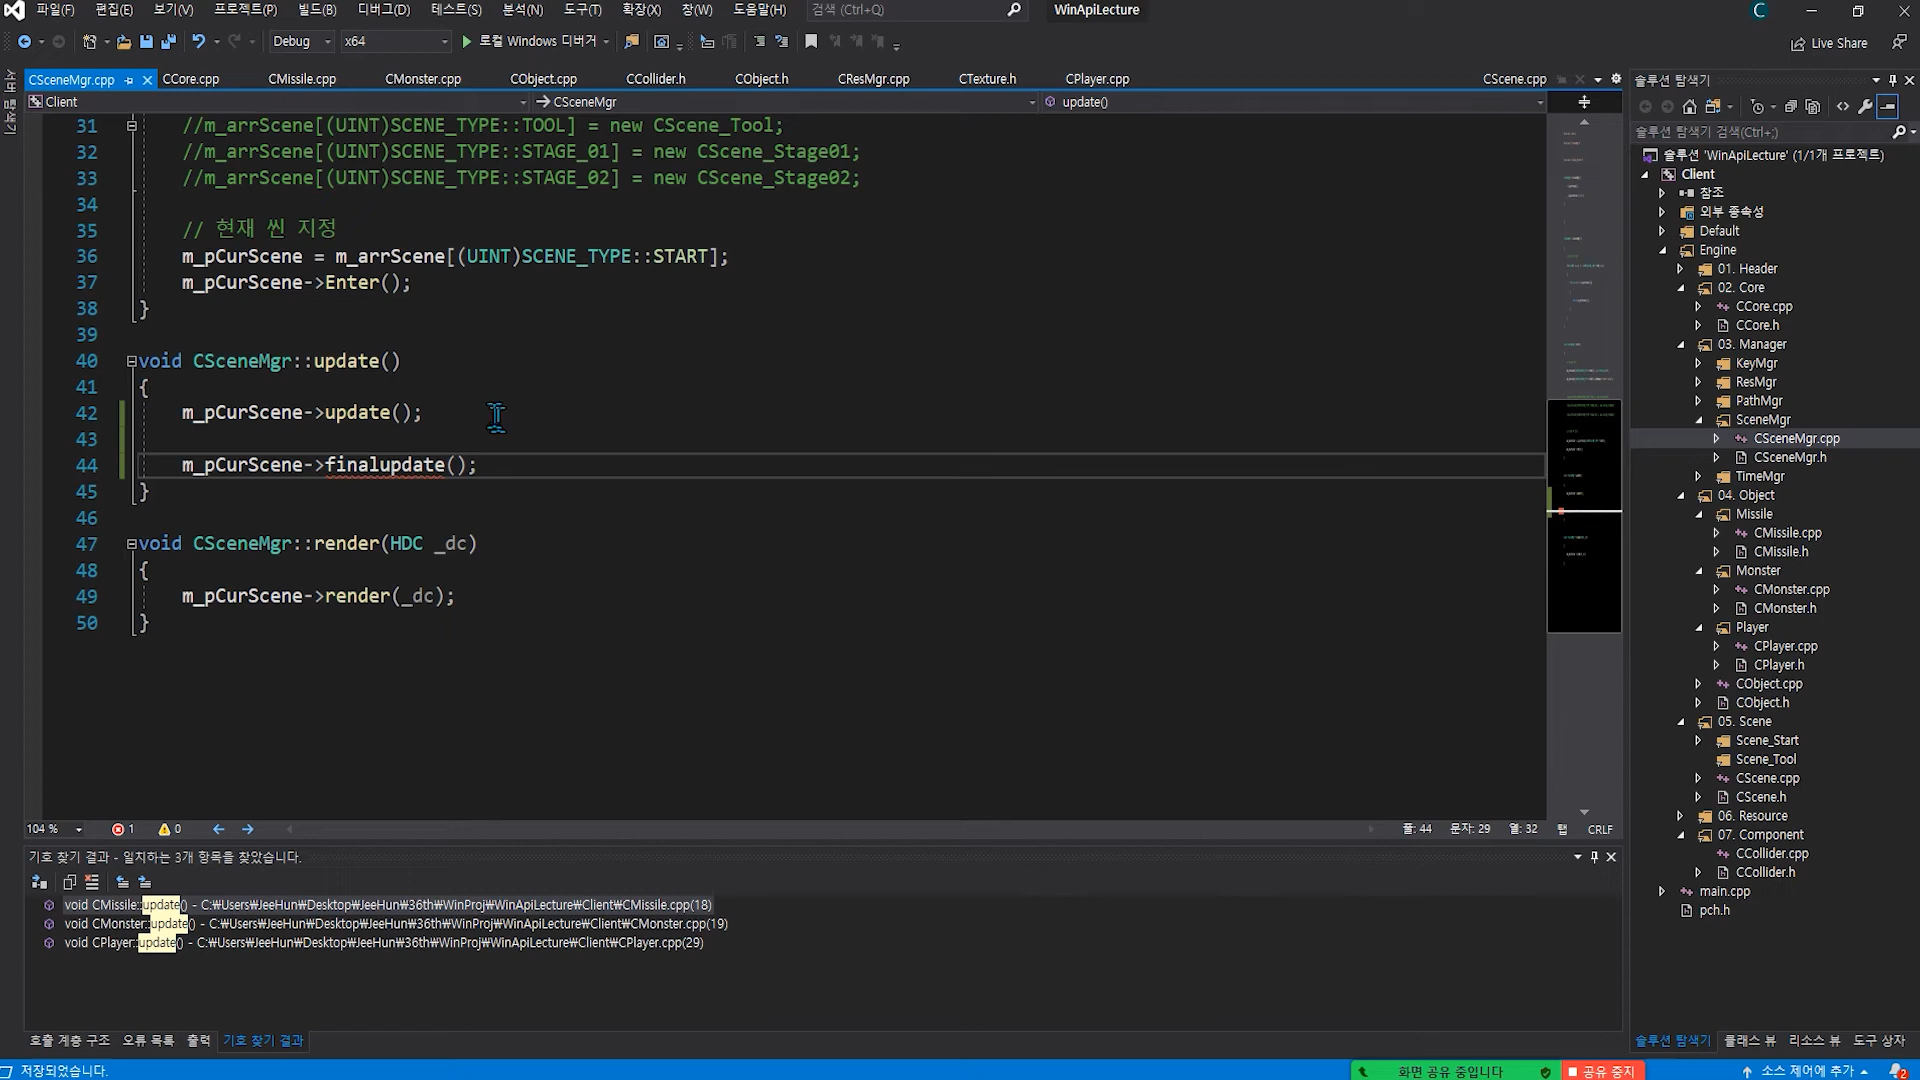 파일(F) 편집(E) 보기(V) 프로젝트(P) 빌드(B) 디버그(D) 테스트(S) 분석(N) 도구(T) 확장(X) 창(W) 도움말(H) 검색 (Ctrl+Q) WinApiLecture
Debug x64 로컬 Windows 디버거 Live Share
서버 탐색기
CSceneMgr.cpp CCore.cpp CMissile.cpp CMonster.cpp CObject.cpp CCollider.h CObject.h CResMgr.cpp CTexture.h CPlayer.cpp CScene.cpp
Client CSceneMgr update()
31 //m_arrScene[(UINT)SCENE_TYPE::TOOL] = new CScene_Tool;
32 //m_arrScene[(UINT)SCENE_TYPE::STAGE_01] = new CScene_Stage01;
33 //m_arrScene[(UINT)SCENE_TYPE::STAGE_02] = new CScene_Stage02;
34
35 // 현재 씬 지정
36 m_pCurScene = m_arrScene[(UINT)SCENE_TYPE::START];
37 m_pCurScene->Enter();
38 }
39
40 void CSceneMgr::update()
41 {
42 m_pCurScene->update();
43
44 m_pCurScene->finalupdate();
45 }
46
47 void CSceneMgr::render(HDC _dc)
48 {
49 m_pCurScene->render(_dc);
50 }
104 % 1 0 줄: 44 문자: 29 열: 32 탭 CRLF
기호 찾기 결과 - 일치하는 3개 항목을 찾았습니다.
void CMissile::update() - C:₩Users₩JeeHun₩Desktop₩JeeHun₩36th₩WinProj₩WinApiLecture₩Client₩CMissile.cpp(18)
void CMonster::update() - C:₩Users₩JeeHun₩Desktop₩JeeHun₩36th₩WinProj₩WinApiLecture₩Client₩CMonster.cpp(19)
void CPlayer::update() - C:₩Users₩JeeHun₩Desktop₩JeeHun₩36th₩WinProj₩WinApiLecture₩Client₩CPlayer.cpp(29)
호출 계층 구조 오류 목록 출력 기호 찾기 결과
솔루션 탐색기
솔루션 탐색기 검색(Ctrl+;)
솔루션 'WinApiLecture' (1/1개 프로젝트)
Client
참조
외부 종속성
Default
Engine
01. Header
02. Core
CCore.cpp
CCore.h
03. Manager
KeyMgr
ResMgr
PathMgr
SceneMgr
CSceneMgr.cpp
CSceneMgr.h
TimeMgr
04. Object
Missile
CMissile.cpp
CMissile.h
Monster
CMonster.cpp
CMonster.h
Player
CPlayer.cpp
CPlayer.h
CObject.cpp
CObject.h
05. Scene
Scene_Start
Scene_Tool
CScene.cpp
CScene.h
06. Resource
07. Component
CCollider.cpp
CCollider.h
main.cpp
pch.h
솔루션 탐색기 클래스 뷰 리소스 뷰 도구 상자
저장되었습니다. 화면 공유 중입니다 공유 중지 소스 제어에 추가 2